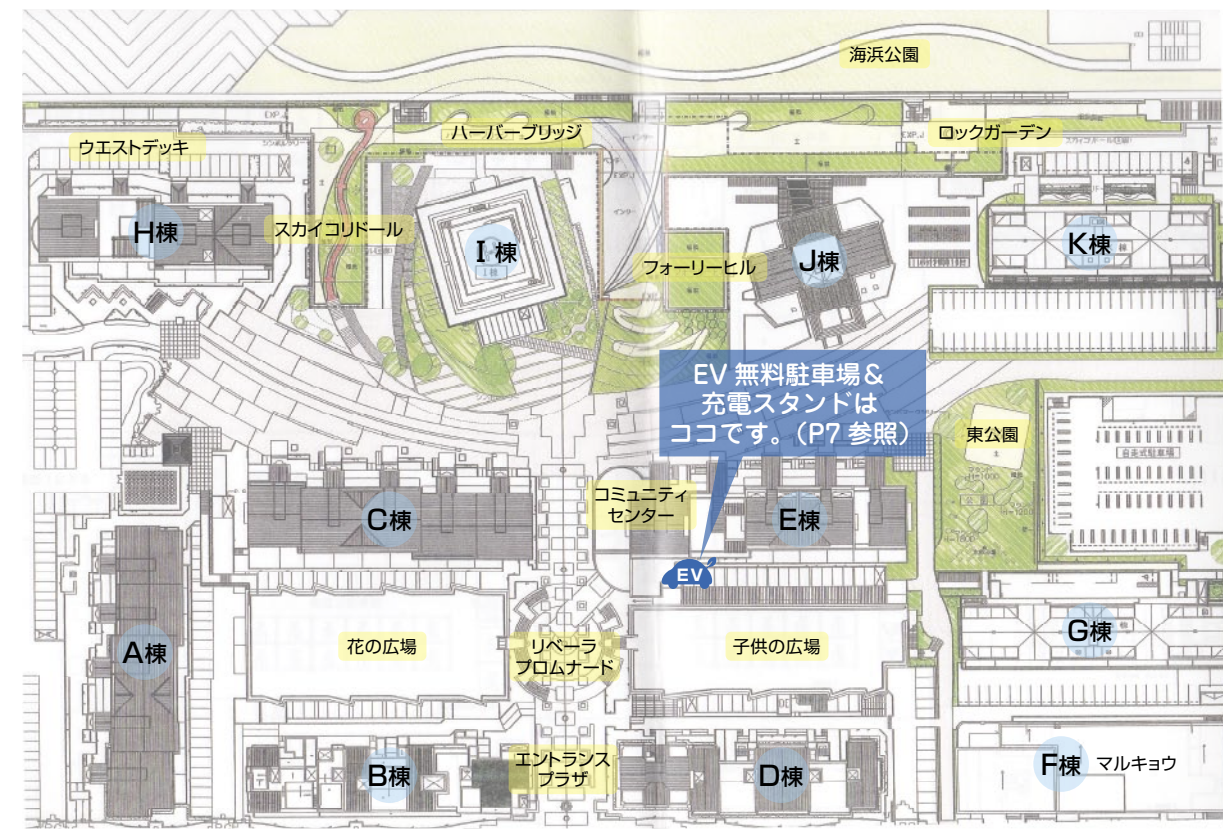 海浜公園
ハーバーブリッジ
ロックガーデン
ウエストデッキ
H棟
スカイコリドール
I 棟
フォーリーヒル
J棟
K棟
EV 無料駐車場＆
充電スタンドは
ココです。（P7 参照）
東公園
自走式駐車場
C棟
コミュニティ
センター
E棟
EV
A棟
花の広場
リベーラ
プロムナード
子供の広場
G棟
B棟
エントランス
プラザ
D棟
F棟 マルキョウ